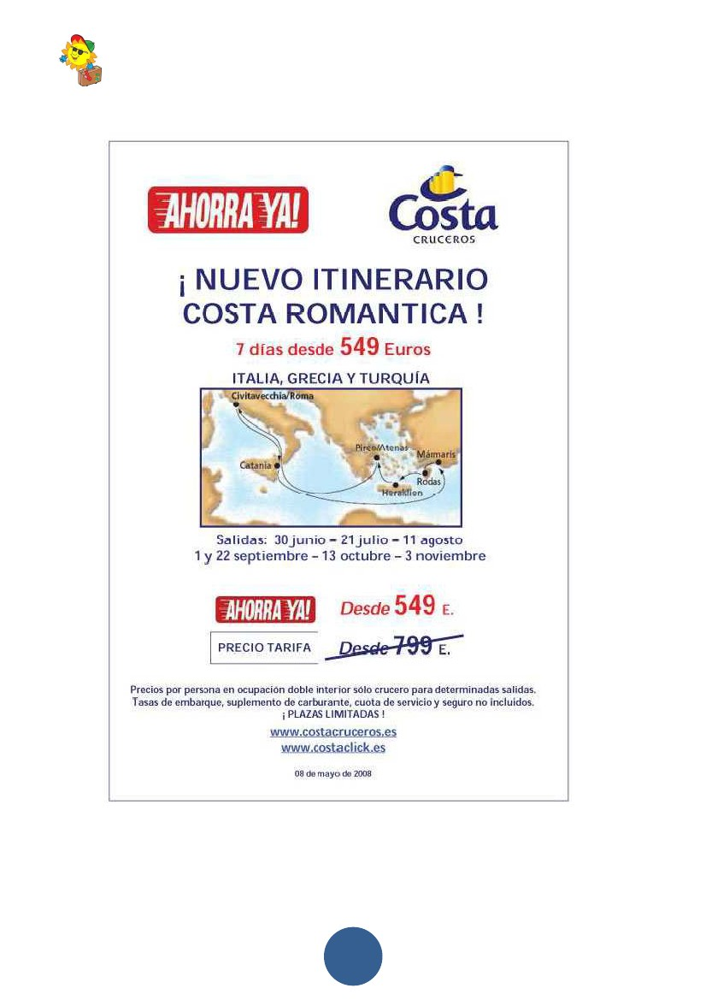 AHORRA YA!
Costa
CRUCEROS
¡ NUEVO ITINERARIO
COSTA ROMANTICA !
7 días desde 549 Euros
ITALIA, GRECIA Y TURQUÍA
Civitavecchia/Roma
Pireo/Atenas
Mármaris
Catania
Rodas
Heraklion
Salidas: 30 junio – 21 julio – 11 agosto
1 y 22 septiembre – 13 octubre – 3 noviembre
AHORRA YA! Desde 549 E.
PRECIO TARIFA Desde 799 E.
Precios por persona en ocupación doble interior sólo crucero para determinadas salidas.
Tasas de embarque, suplemento de carburante, cuota de servicio y seguro no incluidos.
¡ PLAZAS LIMITADAS !
www.costacruceros.es
www.costaclick.es
08 de mayo de 2008